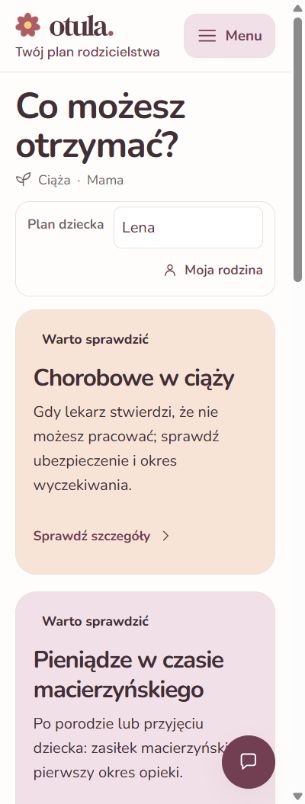 otula.
Twój plan rodzicielstwa
Menu
Co możesz
otrzymać?
Ciąża · Mama
Plan dziecka
Lena
Moja rodzina
Warto sprawdzić
Chorobowe w ciąży
Gdy lekarz stwierdzi, że nie
możesz pracować; sprawdź
ubezpieczenie i okres
wyczekiwania.
Sprawdź szczegóły
Warto sprawdzić
Pieniądze w czasie
macierzyńskiego
Po porodzie lub przyjęciu
dziecka: zasiłek
pierwszy okres opieki.